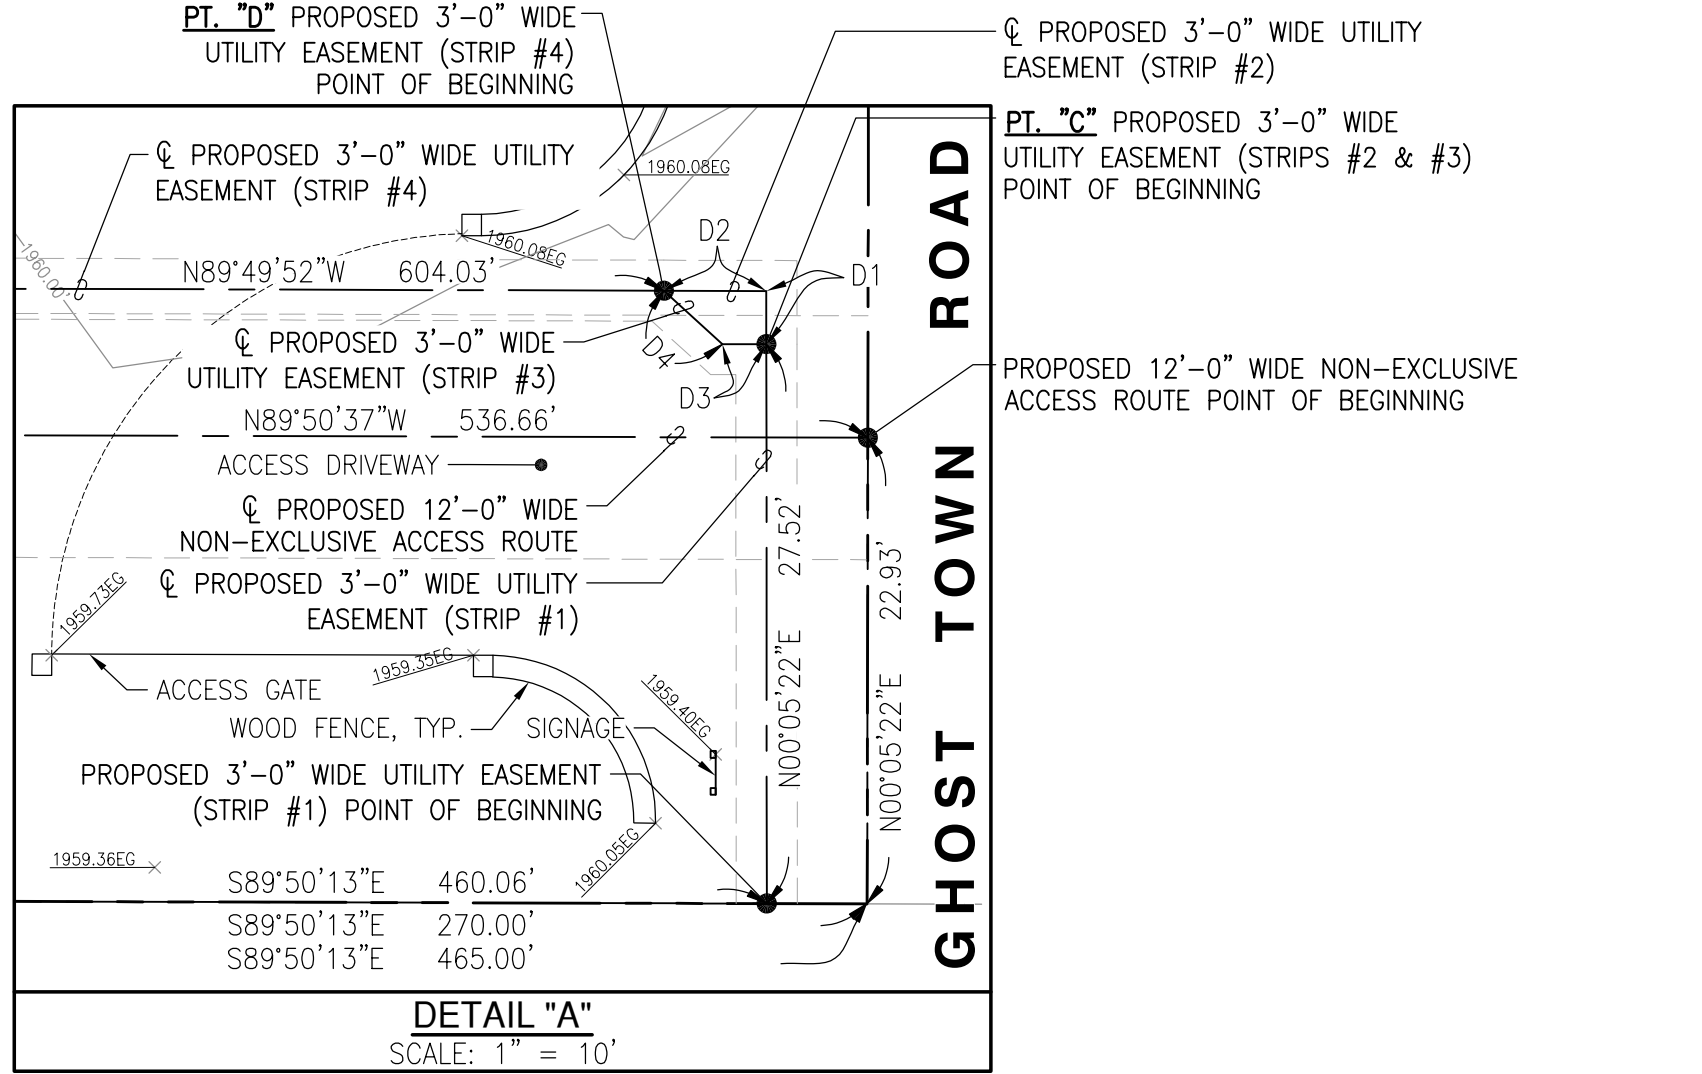 PT. "D" PROPOSED 3'-0" WIDE
UTILITY EASEMENT (STRIP #4)
POINT OF BEGINNING
℄ PROPOSED 3'-0" WIDE UTILITY
EASEMENT (STRIP #2)
PT. "C" PROPOSED 3'-0" WIDE
UTILITY EASEMENT (STRIPS #2 & #3)
POINT OF BEGINNING
℄ PROPOSED 3'-0" WIDE UTILITY
EASEMENT (STRIP #4)
1960.08EG
1960.08EG
1960.00'
D2
D1
N89°49'52"W 604.03'
℄ PROPOSED 3'-0" WIDE
UTILITY EASEMENT (STRIP #3)
D4
D3
PROPOSED 12'-0" WIDE NON-EXCLUSIVE
ACCESS ROUTE POINT OF BEGINNING
N89°50'37"W 536.66'
ACCESS DRIVEWAY
℄ PROPOSED 12'-0" WIDE
NON-EXCLUSIVE ACCESS ROUTE
℄ PROPOSED 3'-0" WIDE UTILITY
EASEMENT (STRIP #1)
N00°05'22"E 27.52'
N00°05'22"E 22.93'
GHOST TOWN ROAD
1959.73EG
1959.35EG
1959.40EG
ACCESS GATE
WOOD FENCE, TYP.
SIGNAGE
PROPOSED 3'-0" WIDE UTILITY EASEMENT
(STRIP #1) POINT OF BEGINNING
1959.36EG
1960.05EG
S89°50'13"E 460.06'
S89°50'13"E 270.00'
S89°50'13"E 465.00'
DETAIL "A"
SCALE: 1" = 10'